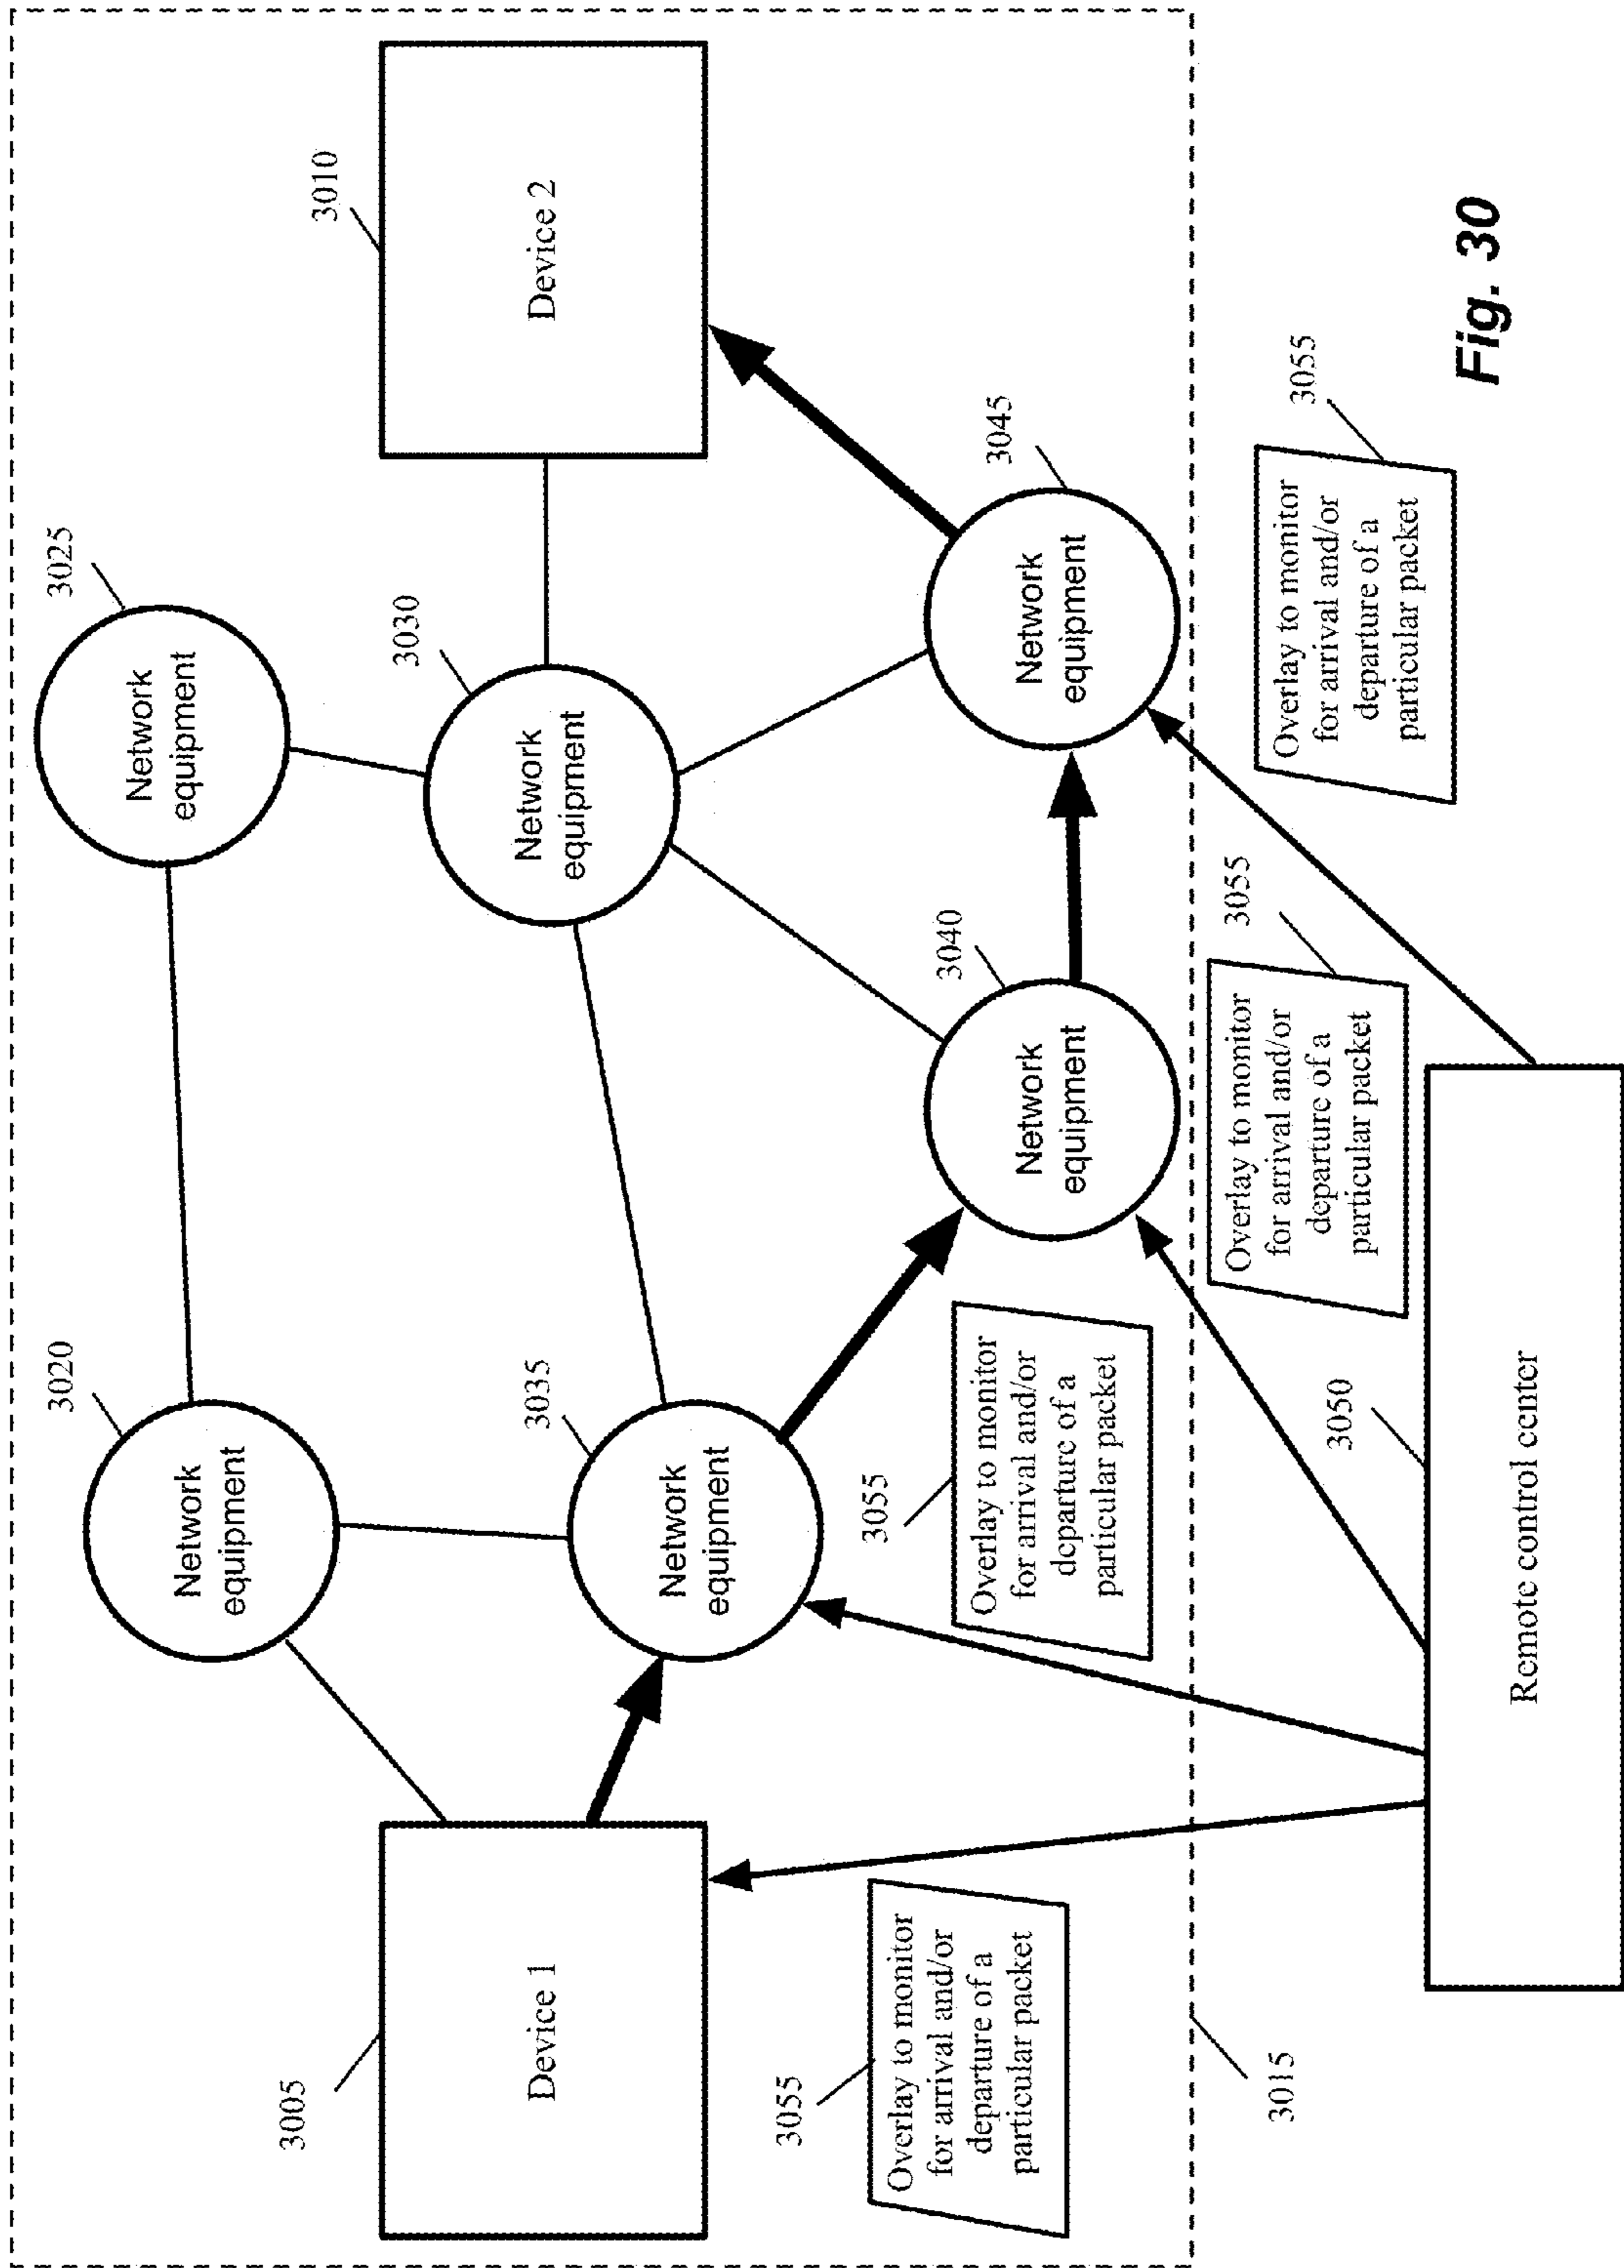 3020
3025
Network
equipment
Network
equipment
3005
3010
3030
3035
Device 1
Network
equipment
Device 2
Network
equipment
3040
3045
3055
Overlay to monitor
for arrival and/or
departure of a
particular packet
3055
Overlay to monitor
for arrival and/or
departure of a
particular packet
Network
equipment
Network
equipment
3015
3050
3055
Overlay to monitor
for arrival and/or
departure of a
particular packet
3055
Overlay to monitor
for arrival and/or
departure of a
particular packet
Remote control center
Fig. 30